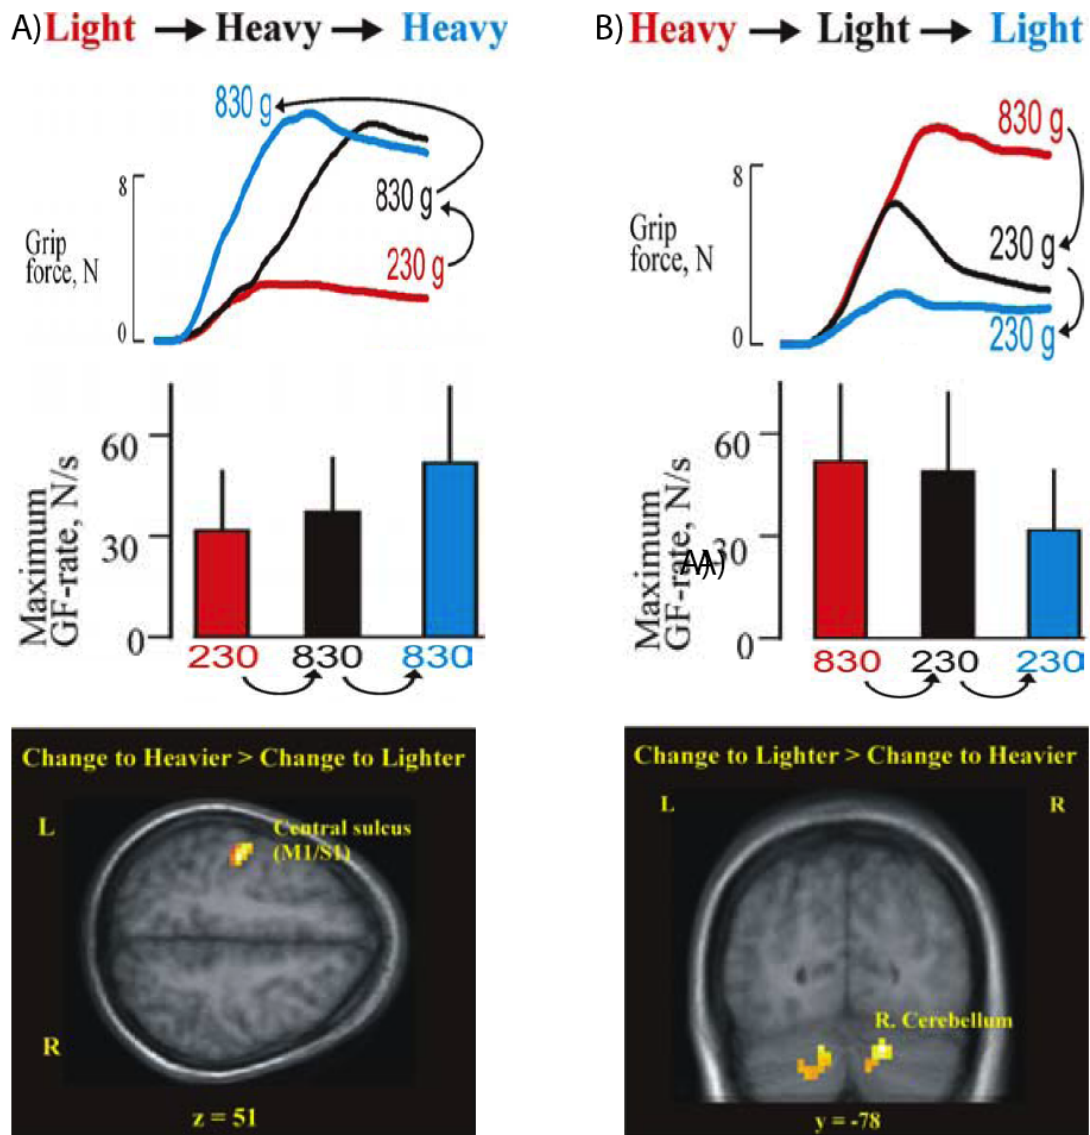 A) Light → Heavy → Heavy
830 g
8
830 g
Grip
force, N
230 g
0
60
Maximum
GF-rate, N/s
30
0
230 830 830
Change to Heavier > Change to Lighter
L
Central sulcus
(M1/S1)
R
z = 51
B) Heavy → Light → Light
830 g
8
Grip
force, N
230 g
0
230 g
60
Maximum
GF-rate, N/s
30
0
830 230 230
Change to Lighter > Change to Heavier
L R
R. Cerebellum
y = -78